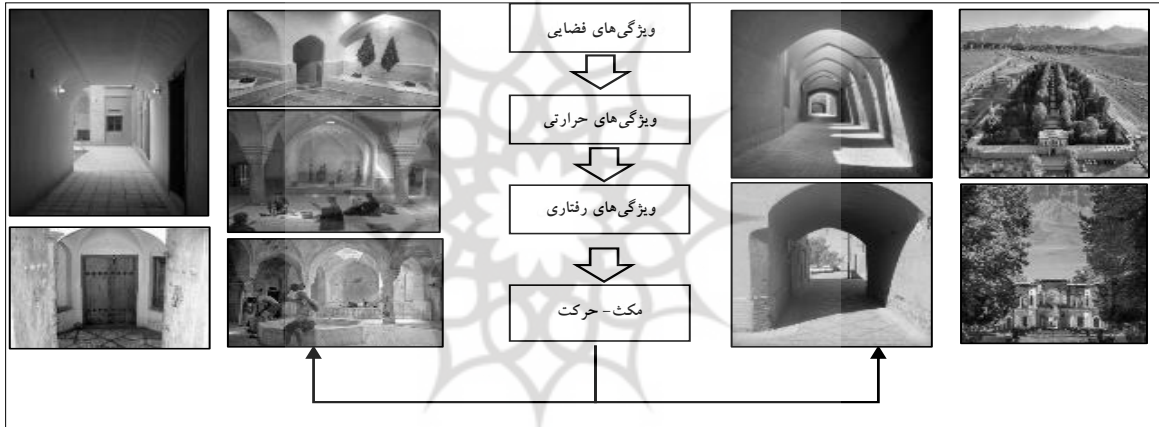 ویژگی‌های فضایی
ویژگی‌های حرارتی
ویژگی‌های رفتاری
مکث- حرکت